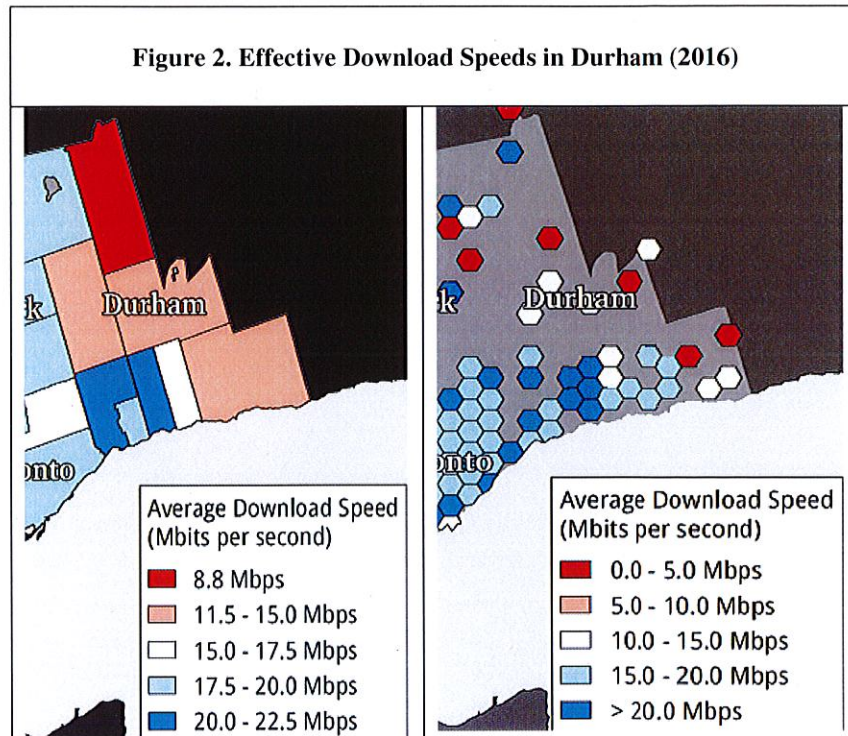 Figure 2. Effective Download Speeds in Durham (2016)
k
Durham
onto
Average Download Speed
(Mbits per second)
8.8 Mbps
11.5 - 15.0 Mbps
15.0 - 17.5 Mbps
17.5 - 20.0 Mbps
20.0 - 22.5 Mbps
k
Durham
onto
Average Download Speed
(Mbits per second)
0.0 - 5.0 Mbps
5.0 - 10.0 Mbps
10.0 - 15.0 Mbps
15.0 - 20.0 Mbps
> 20.0 Mbps